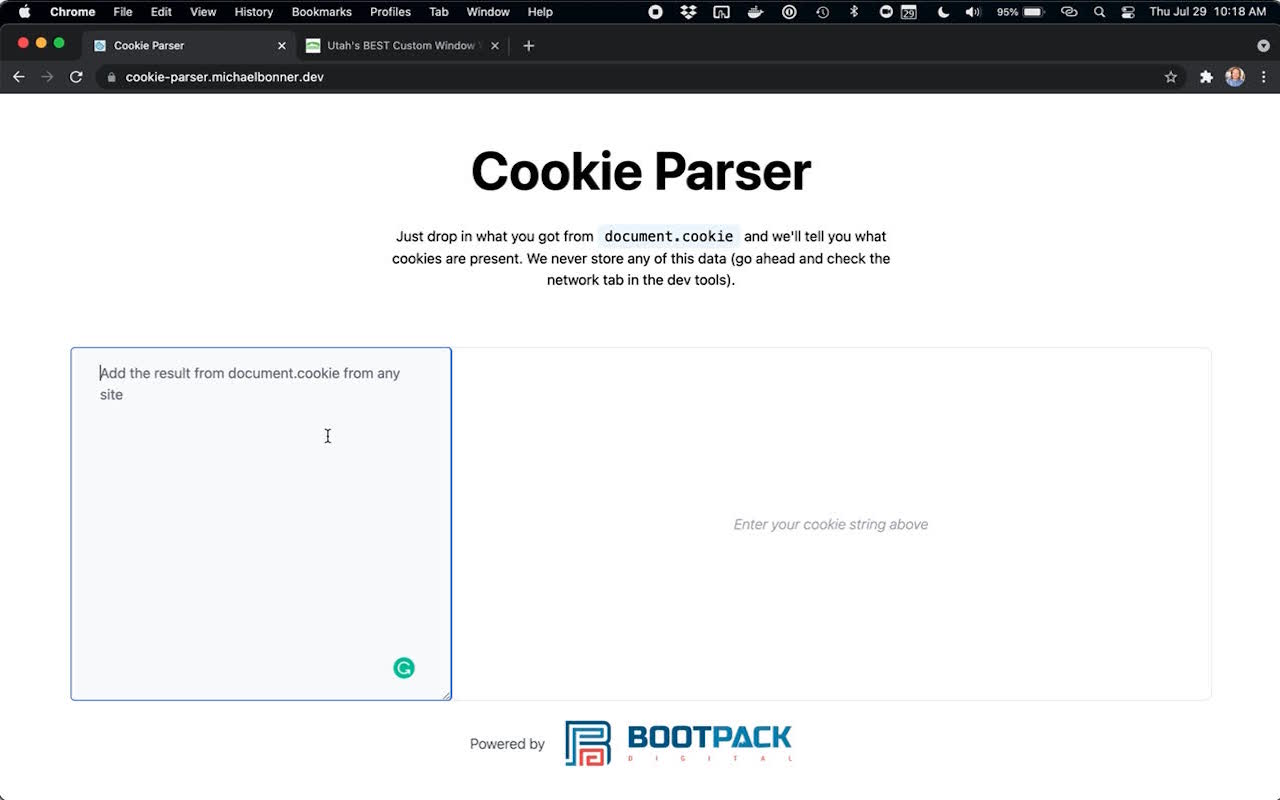 Chrome File Edit View History Bookmarks Profiles Tab Window Help 29 95% Thu Jul 29 10:18 AM
Cookie Parser Utah's BEST Custom Window
cookie-parser.michaelbonner.dev
Cookie Parser
Just drop in what you got from document.cookie and we'll tell you what
cookies are present. We never store any of this data (go ahead and check the
network tab in the dev tools).
Add the result from document.cookie from any
site
Enter your cookie string above
Powered by BOOTPACK
DIGITAL